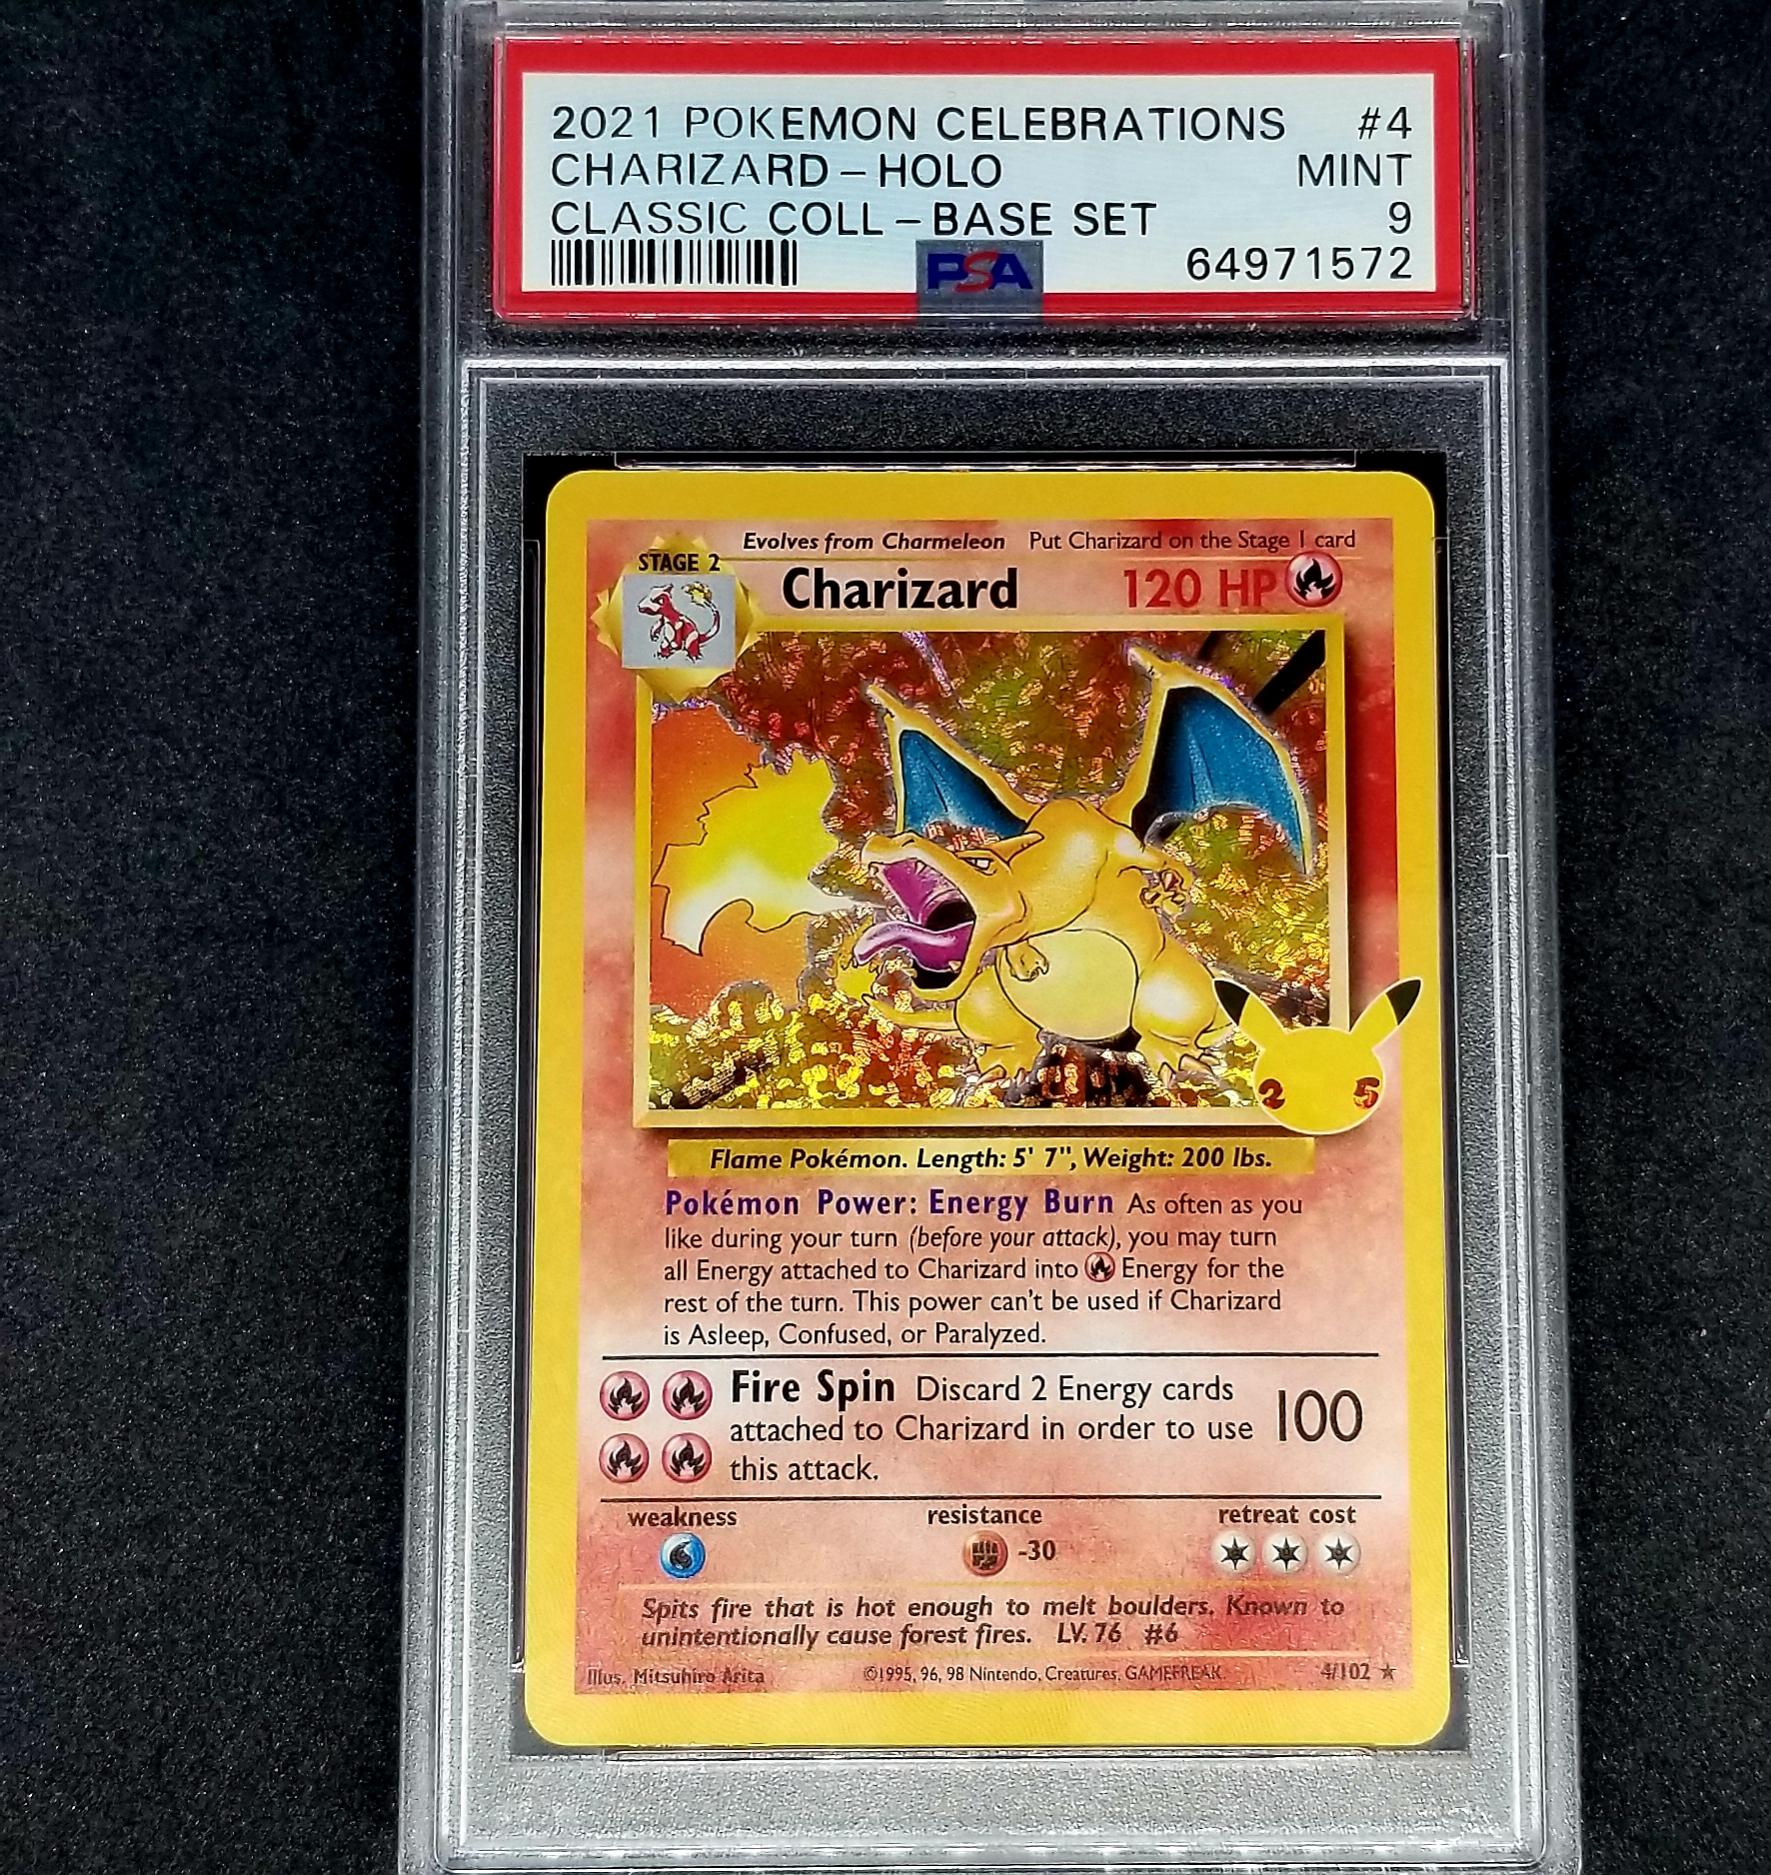 2021 POKEMON CELEBRATIONS #4
CHARIZARD - HOLO MINT
CLASSIC COLL - BASE SET 9
PSA 64971572
Evolves from Charmeleon Put Charizard on the Stage 1 card
STAGE 2
Charizard 120 HP
2 5
Flame Pokémon. Length: 5' 7", Weight: 200 lbs.
Pokémon Power: Energy Burn As often as you
like during your turn (before your attack), you may turn
all Energy attached to Charizard into Energy for the
rest of the turn. This power can't be used if Charizard
is Asleep, Confused, or Paralyzed.
Fire Spin Discard 2 Energy cards
attached to Charizard in order to use 100
this attack.
weakness resistance retreat cost
-30
Spits fire that is hot enough to melt boulders. Known to
unintentionally cause forest fires. LV. 76 #6
Illus. Mitsuhiro Arita ©1995, 96, 98 Nintendo, Creatures, GAMEFREAK. 4/102 ★